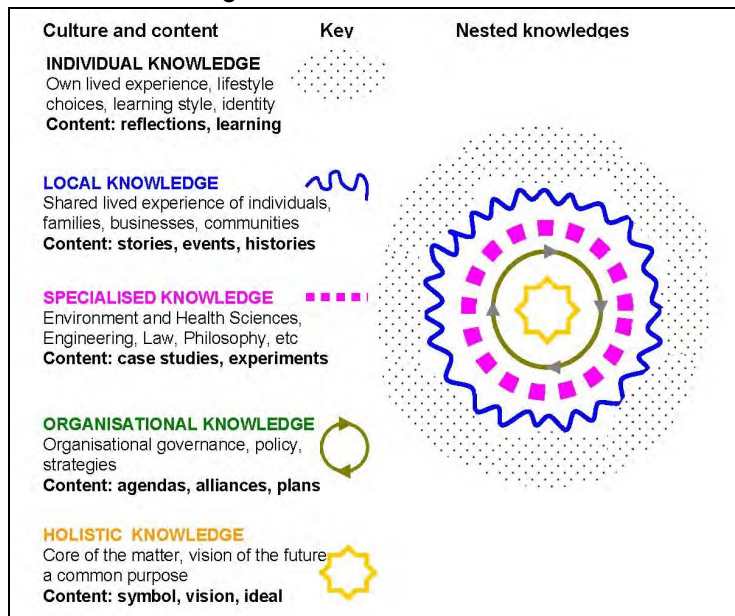 Culture and content Key Nested knowledges
INDIVIDUAL KNOWLEDGE
Own lived experience, lifestyle
choices, learning style, identity
Content: reflections, learning
LOCAL KNOWLEDGE
Shared lived experience of individuals,
families, businesses, communities
Content: stories, events, histories
SPECIALISED KNOWLEDGE
Environment and Health Sciences,
Engineering, Law, Philosophy, etc
Content: case studies, experiments
ORGANISATIONAL KNOWLEDGE
Organisational governance, policy,
strategies
Content: agendas, alliances, plans
HOLISTIC KNOWLEDGE
Core of the matter, vision of the future
a common purpose
Content: symbol, vision, ideal